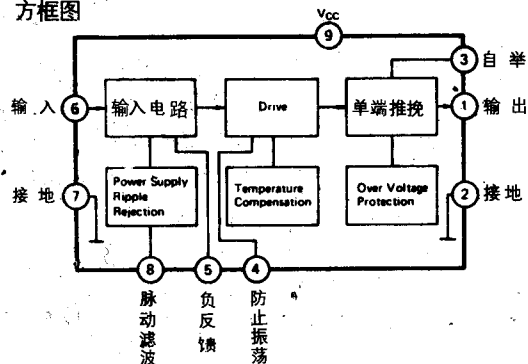 方框图
VCC
9
3 自举
输入 6 输入电路 Drive 单端推挽 1 输出
Power Supply
Ripple
Rejection
Temperature
Compensation
Over Voltage
Protection
接地 7
2 接地
8 5 4
脉动滤波
负反馈
防止振荡